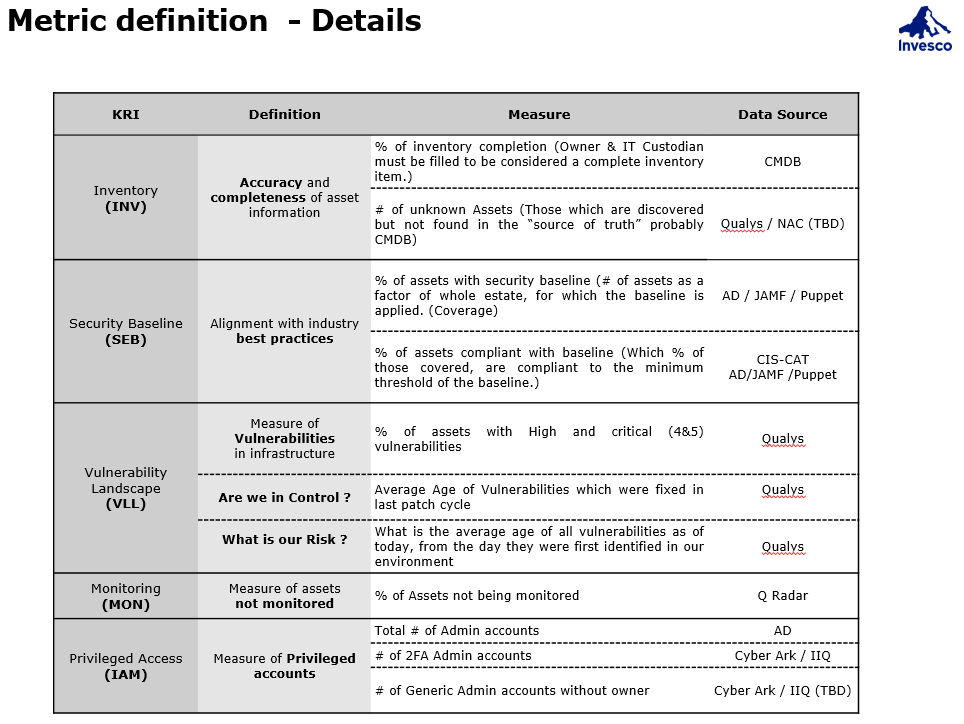 Metric definition  - Details
Invesco
KRI
Definition
Measure
Data Source
Inventory
(INV)
Accuracy and
completeness of asset
information
% of inventory completion (Owner & IT Custodian
must be filled to be considered a complete inventory
item.)
CMDB
# of unknown Assets (Those which are discovered
but not found in the “source of truth” probably
CMDB)
Qualys / NAC (TBD)
Security Baseline
(SEB)
Alignment with industry
best practices
% of assets with security baseline (# of assets as a
factor of whole estate, for which the baseline is
applied. (Coverage)
AD / JAMF / Puppet
% of assets compliant with baseline (Which % of
those covered, are compliant to the minimum
threshold of the baseline.)
CIS-CAT
AD/JAMF /Puppet
Vulnerability
Landscape
(VLL)
Measure of
Vulnerabilities
in infrastructure
% of assets with High and critical (4&5)
vulnerabilities
Qualys
Are we in Control ?
Average Age of Vulnerabilities which were fixed in
last patch cycle
Qualys
What is our Risk ?
What is the average age of all vulnerabilities as of
today, from the day they were first identified in our
environment
Qualys
Monitoring
(MON)
Measure of assets
not monitored
% of Assets not being monitored
Q Radar
Privileged Access
(IAM)
Measure of Privileged
accounts
Total # of Admin accounts
AD
# of 2FA Admin accounts
Cyber Ark / IIQ
# of Generic Admin accounts without owner
Cyber Ark / IIQ (TBD)